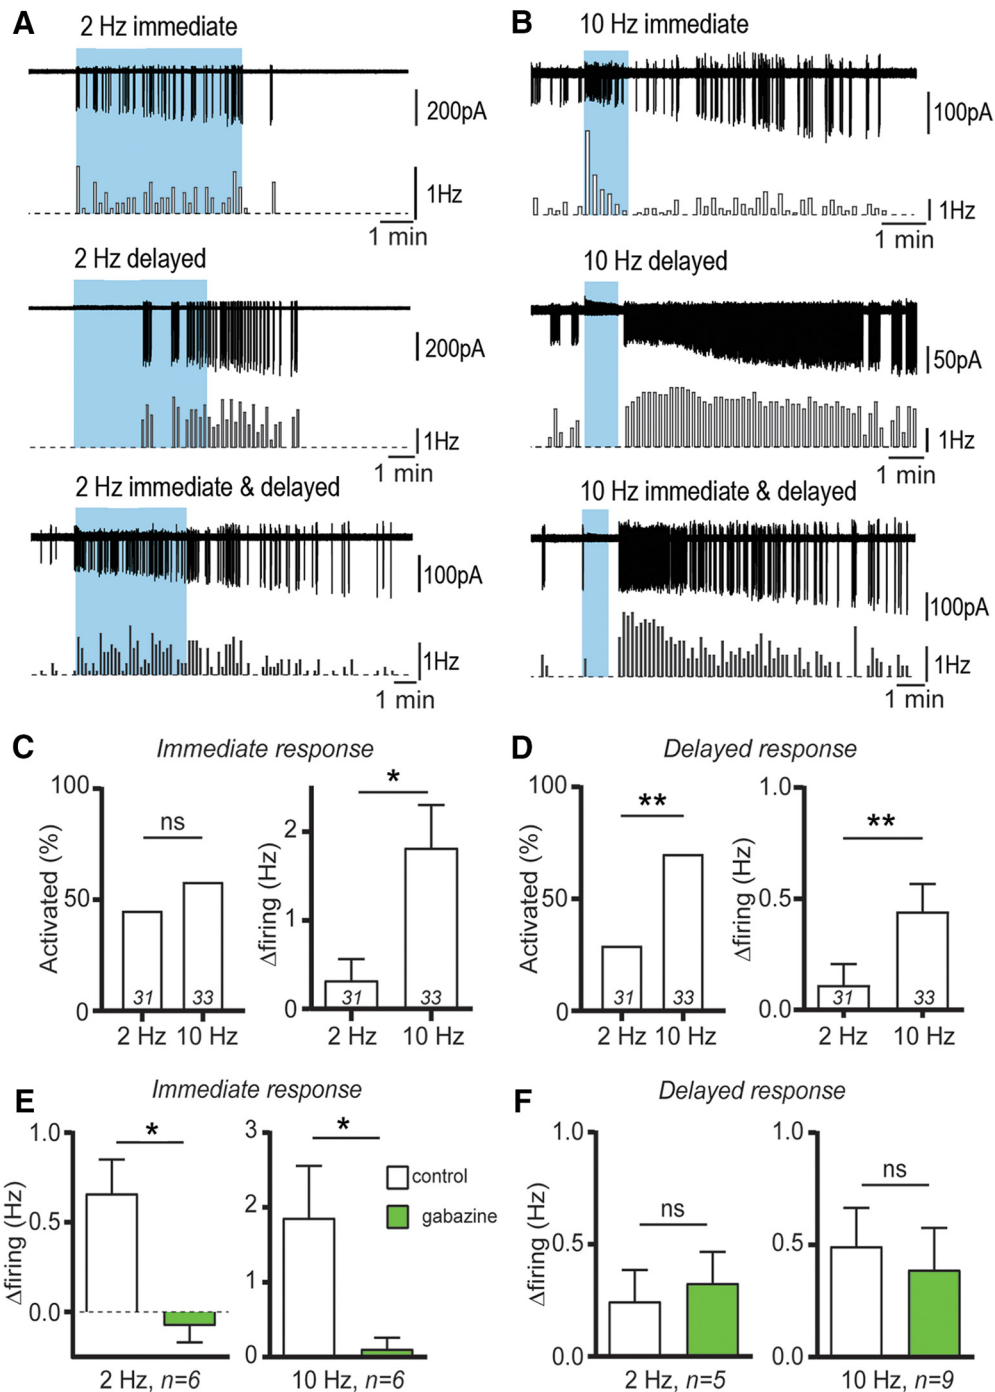 A
2 Hz immediate
200pA
1Hz
1 min
2 Hz delayed
200pA
1Hz
1 min
2 Hz immediate & delayed
100pA
1Hz
1 min
B
10 Hz immediate
100pA
1Hz
1 min
10 Hz delayed
50pA
1Hz
1 min
10 Hz immediate & delayed
100pA
1Hz
1 min
C
Immediate response
Activated (%)
100
50
0
ns
31
33
2 Hz
10 Hz
Δfiring (Hz)
2
1
0
*
31
33
2 Hz
10 Hz
D
Delayed response
Activated (%)
100
50
0
**
31
33
2 Hz
10 Hz
Δfiring (Hz)
1.0
0.5
0.0
**
31
33
2 Hz
10 Hz
E
Immediate response
Δfiring (Hz)
1.0
0.5
0.0
*
2 Hz, n=6
3
2
1
0
*
control
gabazine
10 Hz, n=6
F
Delayed response
Δfiring (Hz)
1.0
0.5
0.0
ns
2 Hz, n=5
1.0
0.5
0.0
ns
10 Hz, n=9